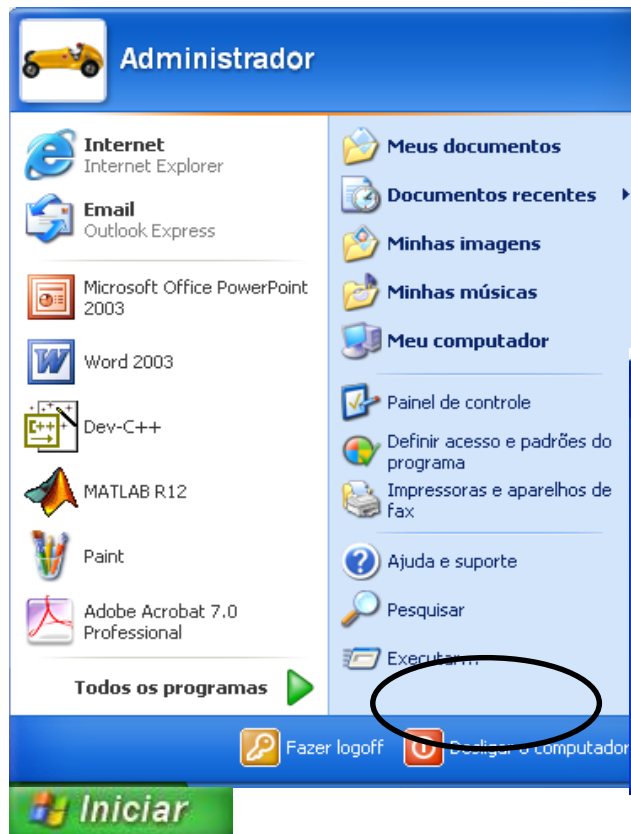 Administrador
Internet
Internet Explorer
Email
Outlook Express
Microsoft Office PowerPoint
2003
Word 2003
Dev-C++
MATLAB R12
Paint
Adobe Acrobat 7.0
Professional
Todos os programas
Meus documentos
Documentos recentes
Minhas imagens
Minhas músicas
Meu computador
Painel de controle
Definir acesso e padrões do
programa
Impressoras e aparelhos de
fax
Ajuda e suporte
Pesquisar
Executar...
Fazer logoff
Desligar o computador
Iniciar